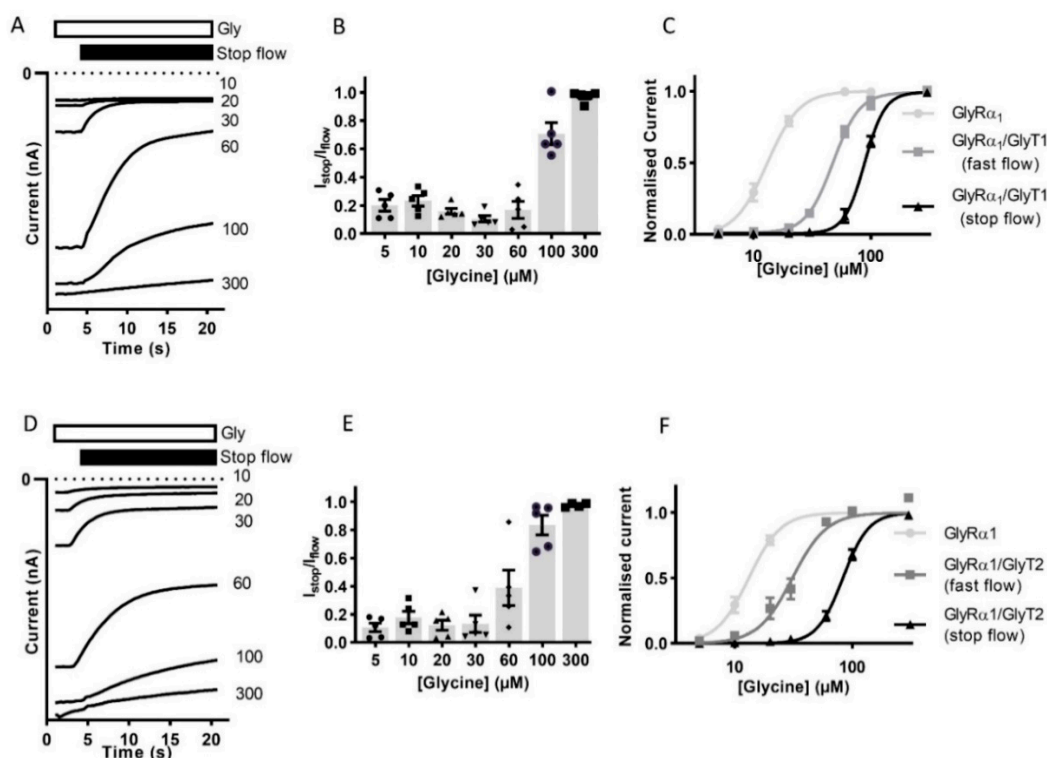 A
Gly
Stop flow
0
10
20
30
60
100
300
Current (nA)
0 5 10 15 20
Time (s)
B
I_stop/I_flow
1.0
0.8
0.6
0.4
0.2
0.0
5 10 20 30 60 100 300
[Glycine] (µM)
C
Normalised Current
1.0
0.5
0.0
10 100
[Glycine] (µM)
GlyRα₁
GlyRα₁/GlyT1
(fast flow)
GlyRα₁/GlyT1
(stop flow)
D
Gly
Stop flow
0
10
20
30
60
100
300
Current (nA)
0 5 10 15 20
Time (s)
E
I_stop/I_flow
1.0
0.8
0.6
0.4
0.2
0.0
5 10 20 30 60 100 300
[Glycine] (µM)
F
Normalised current
1.0
0.5
0.0
10 100
[Glycine] (µM)
GlyRα1
GlyRα1/GlyT2
(fast flow)
GlyRα1/GlyT2
(stop flow)